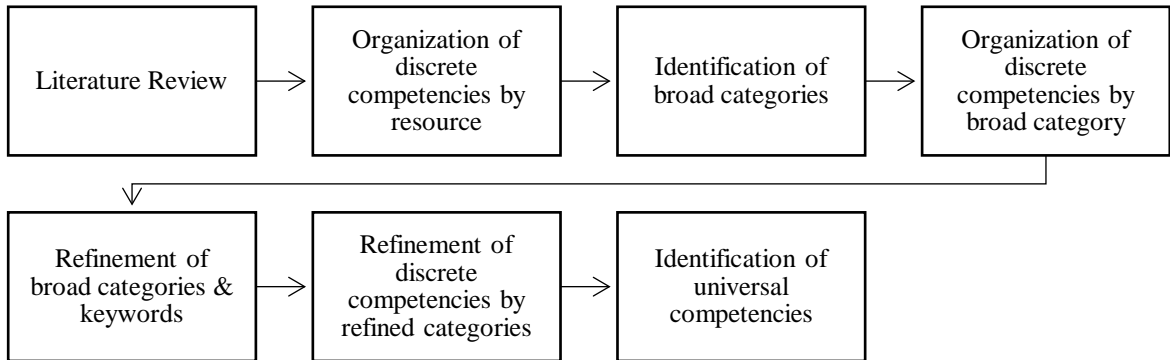 Literature Review
Organization of
discrete
competencies by
resource
Identification of
broad categories
Organization of
discrete
competencies by
broad category
Refinement of
broad categories &
keywords
Refinement of
discrete
competencies by
refined categories
Identification of
universal
competencies